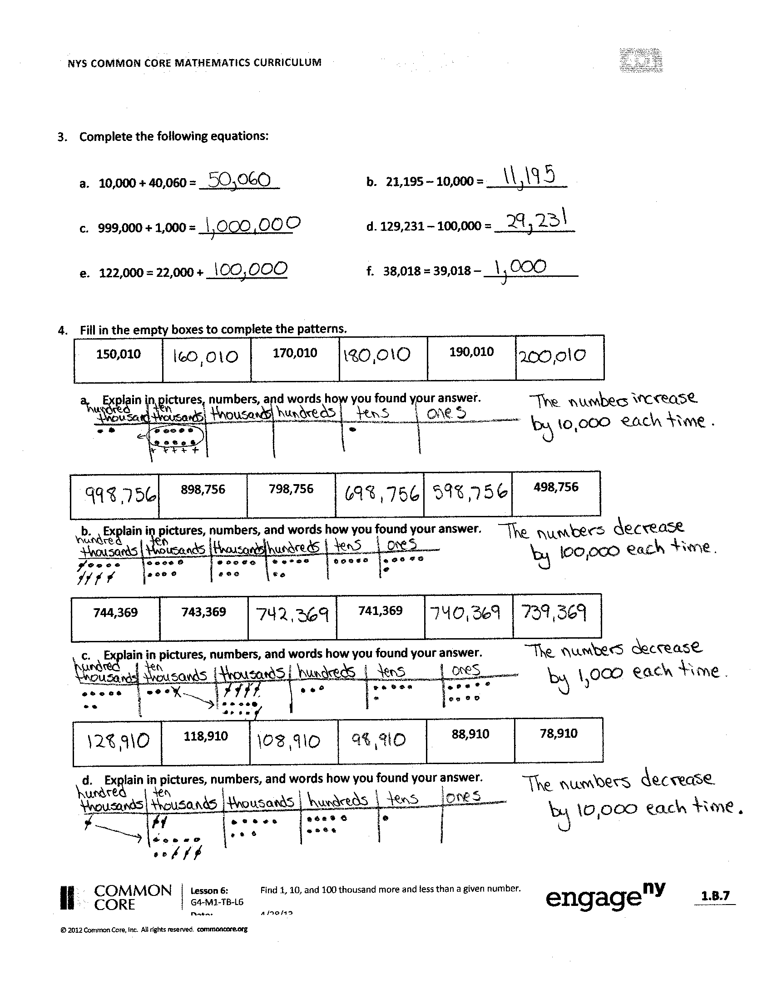 NYS COMMON CORE MATHEMATICS CURRICULUM
3. Complete the following equations:
a. 10,000 + 40,060 = 50,060 b. 21,195 – 10,000 = 11,195
c. 999,000 + 1,000 = 1,000,000 d. 129,231 – 100,000 = 29,231
e. 122,000 = 22,000 + 100,000 f. 38,018 = 39,018 – 1,000
4. Fill in the empty boxes to complete the patterns.
150,010 160,010 170,010 180,010 190,010 200,010
a. Explain in pictures, numbers, and words how you found your answer.
The numbers increase
by 10,000 each time.
hundred thousand ten thousands thousands hundreds tens ones
998,756 898,756 798,756 698,756 598,756 498,756
b. Explain in pictures, numbers, and words how you found your answer.
The numbers decrease
by 100,000 each time.
hundred thousands ten thousands thousands hundreds tens ones
744,369 743,369 742,369 741,369 740,369 739,369
c. Explain in pictures, numbers, and words how you found your answer.
The numbers decrease
by 1,000 each time.
hundred thousands ten thousands thousands hundreds tens ones
128,910 118,910 108,910 98,910 88,910 78,910
d. Explain in pictures, numbers, and words how you found your answer.
The numbers decrease
by 10,000 each time.
hundred thousands ten thousands thousands hundreds tens ones
COMMON CORE
Lesson 6: Find 1, 10, and 100 thousand more and less than a given number.
G4-M1-TB-L6
engage ny
1.B.7
© 2012 Common Core, Inc. All rights reserved. commoncore.org